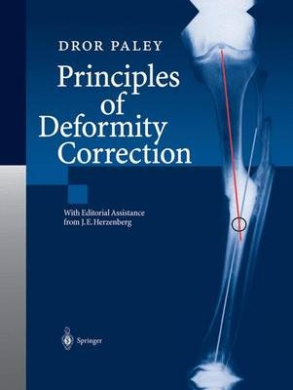 DROR PALEY
Principles
of
Deformity
Correction
With Editorial Assistance
from J. E. Herzenberg
Springer